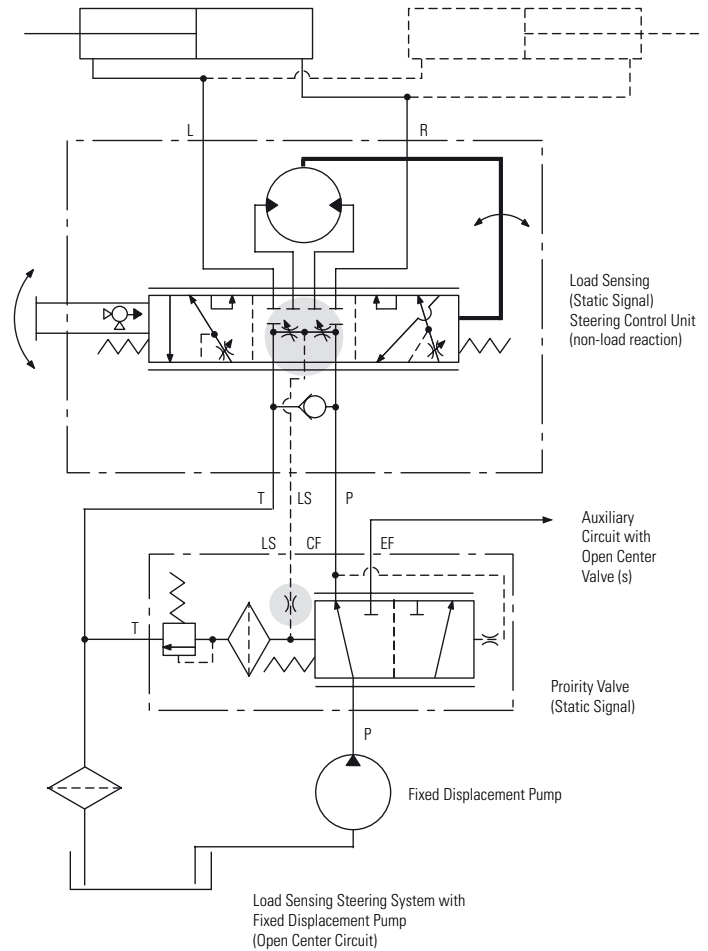 L
R
Load Sensing
(Static Signal)
Steering Control Unit
(non-load reaction)
T
LS
P
LS
CF
EF
Auxiliary
Circuit with
Open Center
Valve (s)
T
Proirity Valve
(Static Signal)
P
Fixed Displacement Pump
Load Sensing Steering System with
Fixed Displacement Pump
(Open Center Circuit)